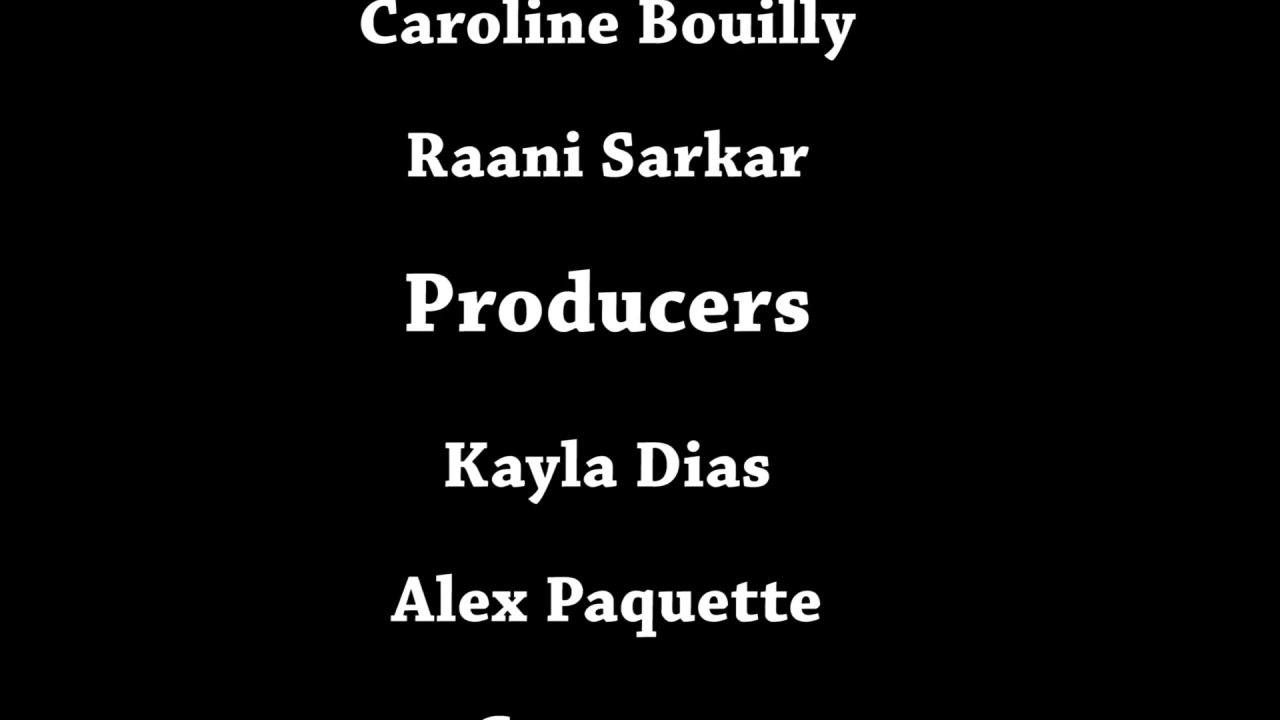 Caroline Bouilly
Raani Sarkar
Producers
Kayla Dias
Alex Paquette